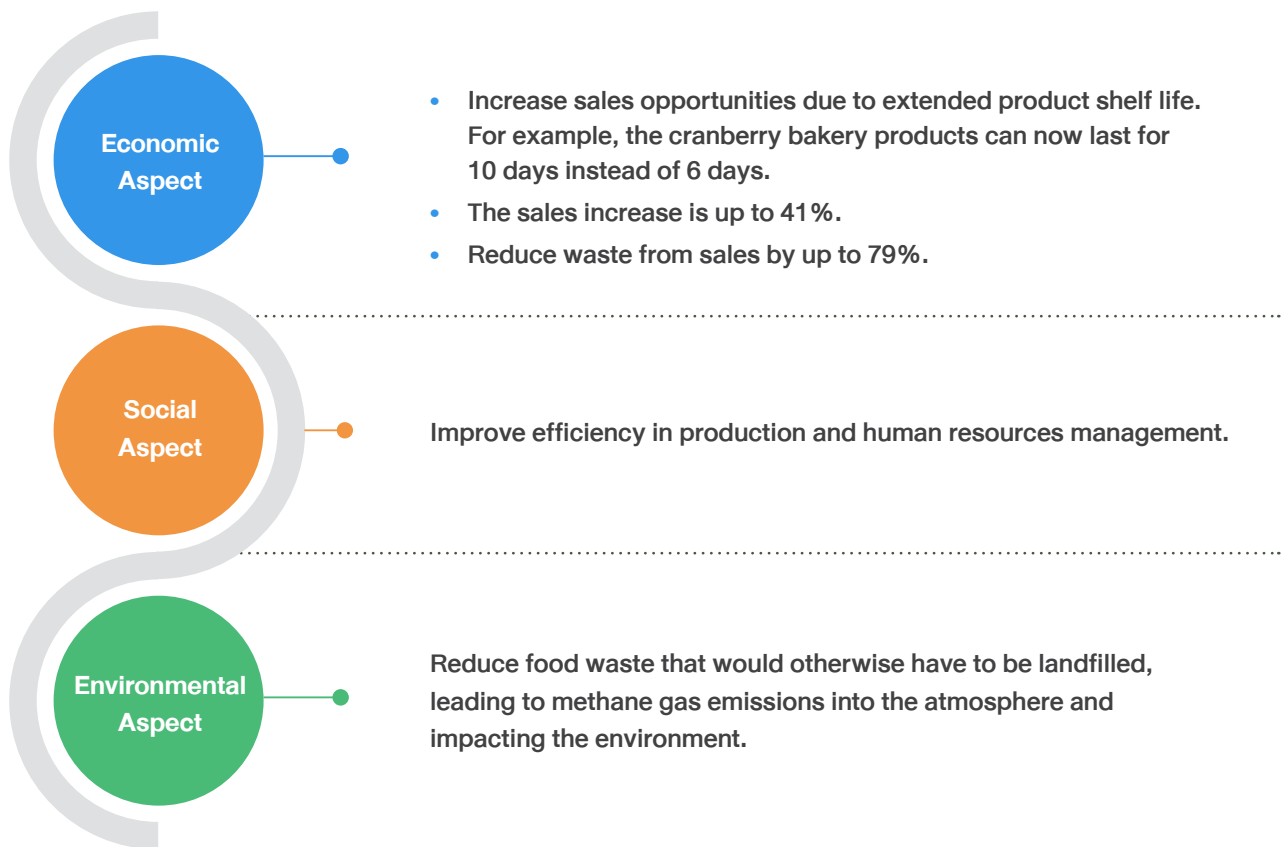 Economic
Aspect
• Increase sales opportunities due to extended product shelf life.
For example, the cranberry bakery products can now last for
10 days instead of 6 days.
• The sales increase is up to 41%.
• Reduce waste from sales by up to 79%.
Social
Aspect
Improve efficiency in production and human resources management.
Environmental
Aspect
Reduce food waste that would otherwise have to be landfilled,
leading to methane gas emissions into the atmosphere and
impacting the environment.